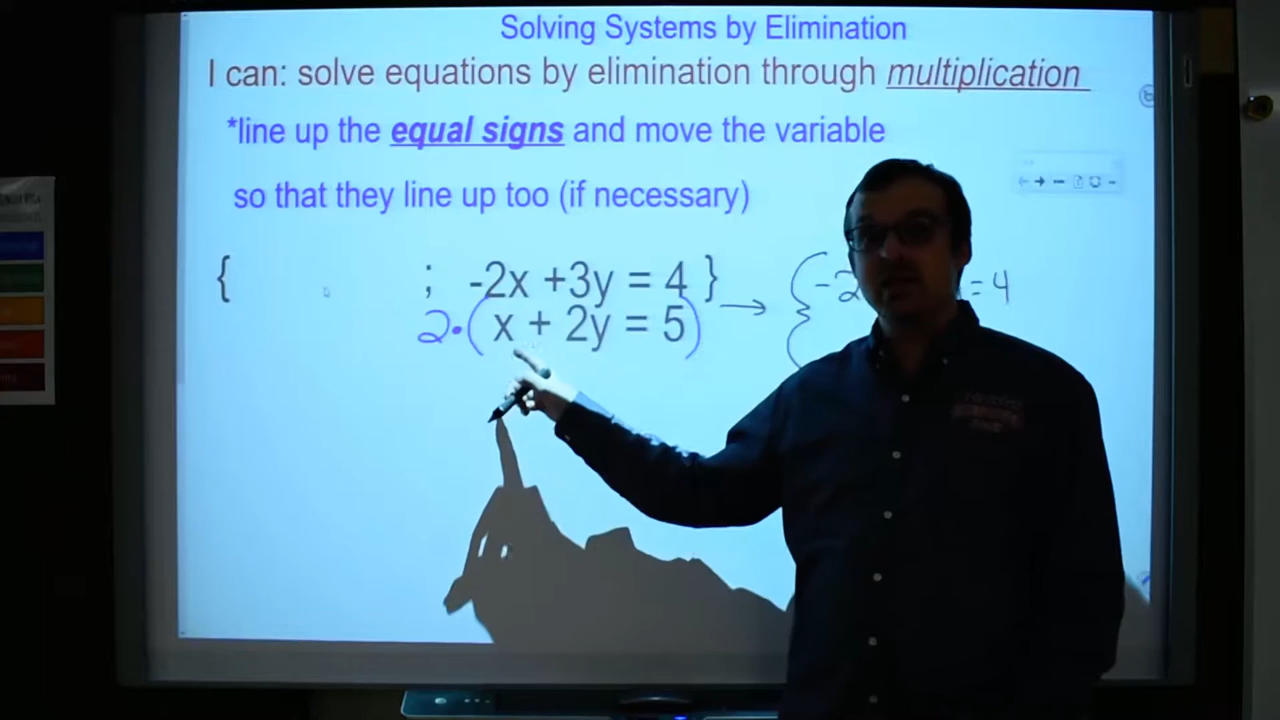 Solving Systems by Elimination
I can: solve equations by elimination through multiplication
*line up the equal signs and move the variable
so that they line up too (if necessary)
{ ; -2x +3y = 4 } → { -2 = 4
2·( x + 2y = 5 )